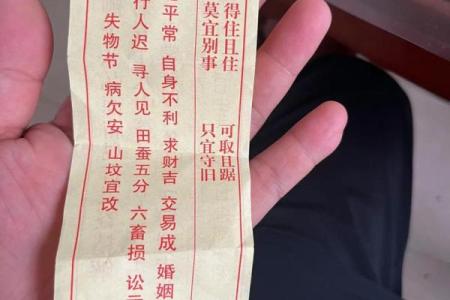 得住且住 可取且踞
莫宜别事 只宜守旧
平常 自身不利 求财吉 交易成 婚姻
行人迟 寻人见 田蚕五分 六畜损 讼
失物节 病欠安 山坟宜改